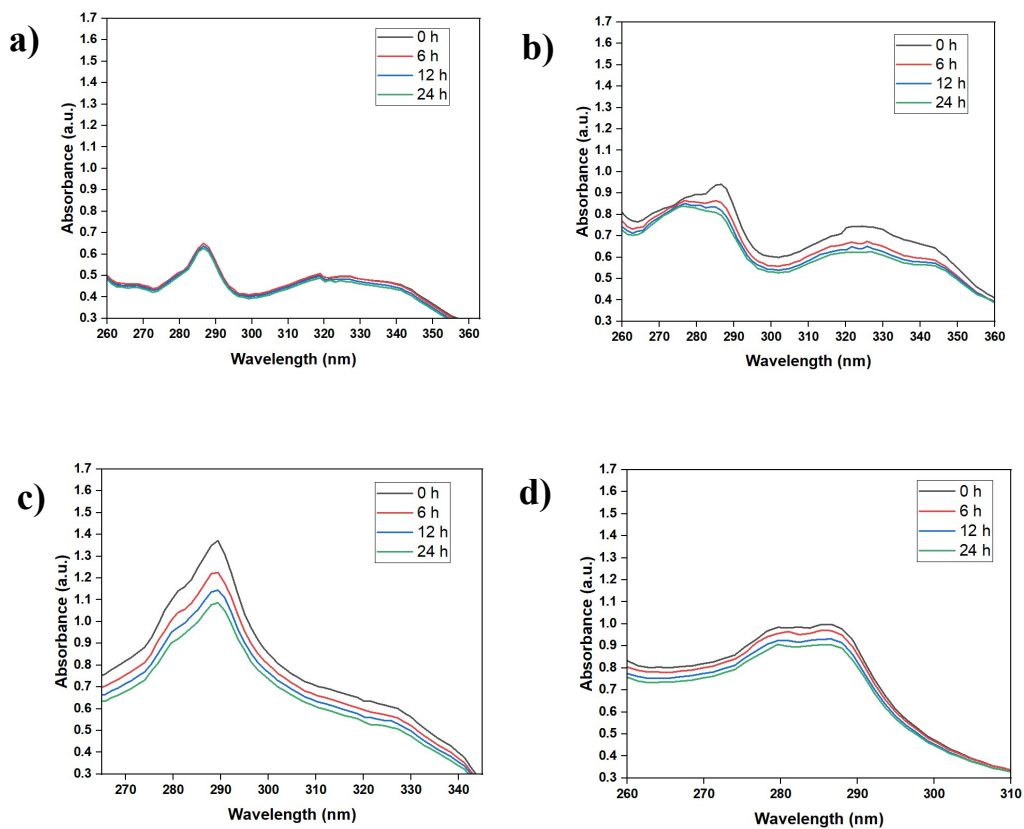 a)
1.7
1.6
1.5
1.4
1.3
1.2
1.1
1.0
0.9
0.8
0.7
0.6
0.5
0.4
0.3
Absorbance (a.u.)
0 h
6 h
12 h
24 h
260 270 280 290 300 310 320 330 340 350 360
Wavelength (nm)
b)
1.7
1.6
1.5
1.4
1.3
1.2
1.1
1.0
0.9
0.8
0.7
0.6
0.5
0.4
0.3
Absorbance (a.u.)
0 h
6 h
12 h
24 h
260 270 280 290 300 310 320 330 340 350 360
Wavelength (nm)
c)
1.7
1.6
1.5
1.4
1.3
1.2
1.1
1.0
0.9
0.8
0.7
0.6
0.5
0.4
0.3
Absorbance (a.u.)
0 h
6 h
12 h
24 h
270 280 290 300 310 320 330 340
Wavelength (nm)
d)
1.7
1.6
1.5
1.4
1.3
1.2
1.1
1.0
0.9
0.8
0.7
0.6
0.5
0.4
0.3
Absorbance (a.u.)
0 h
6 h
12 h
24 h
260 270 280 290 300 310
Wavelength (nm)